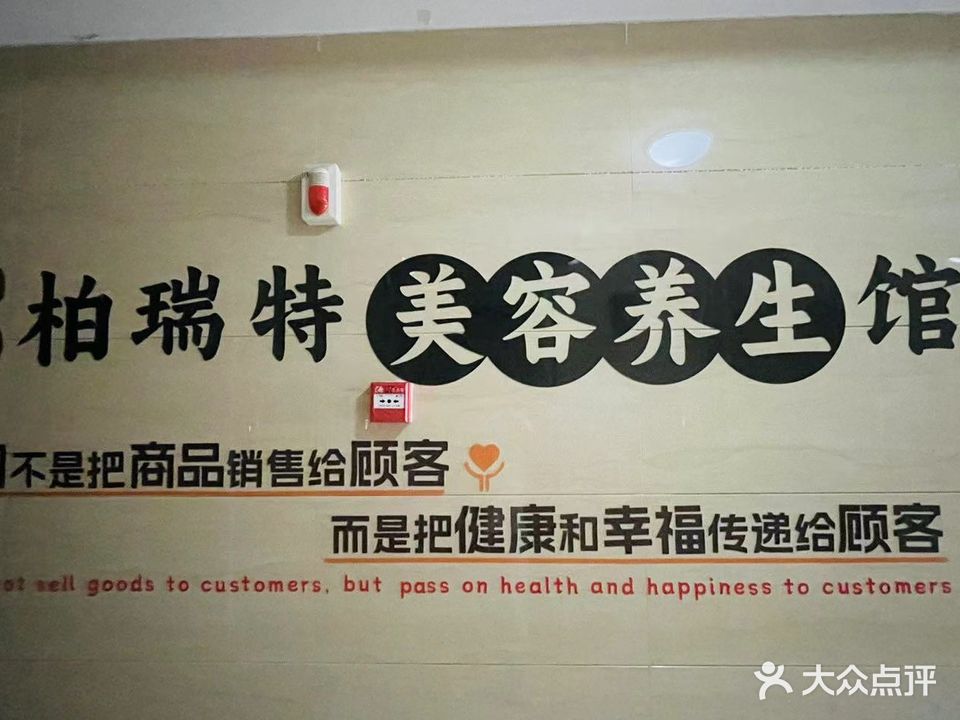 柏瑞特美容养生馆
不是把商品销售给顾客
而是把健康和幸福传递给顾客
sell goods to customers, but pass on health and happiness to customers
大众点评